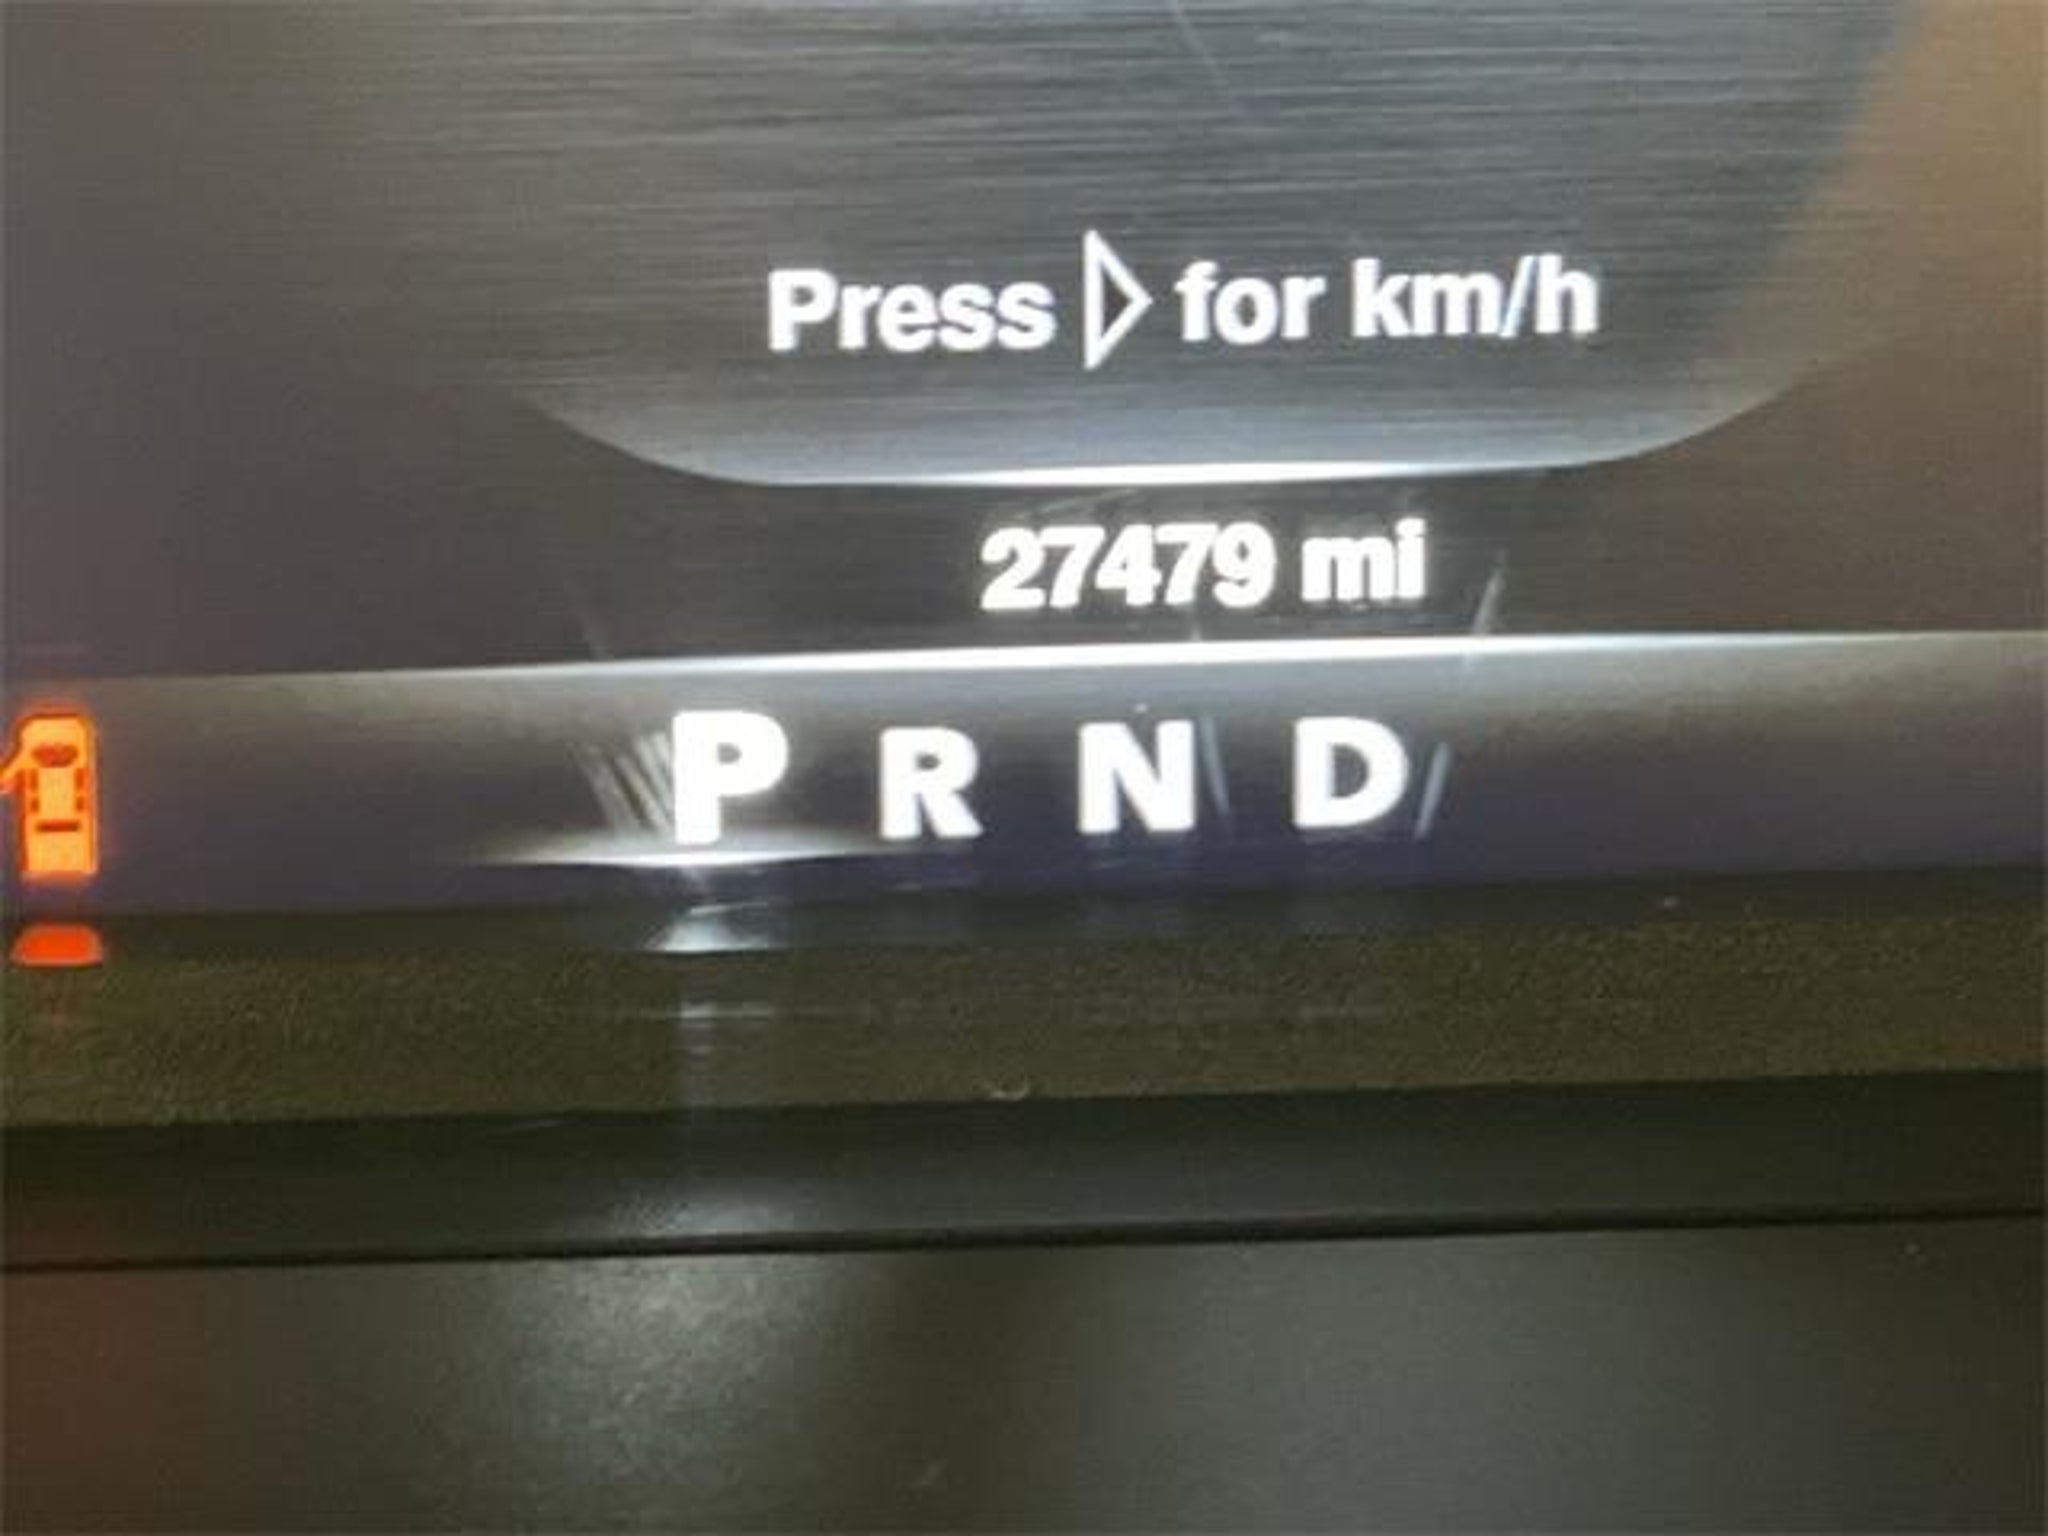 Press ▷ for km/h
27479 mi
P R N D